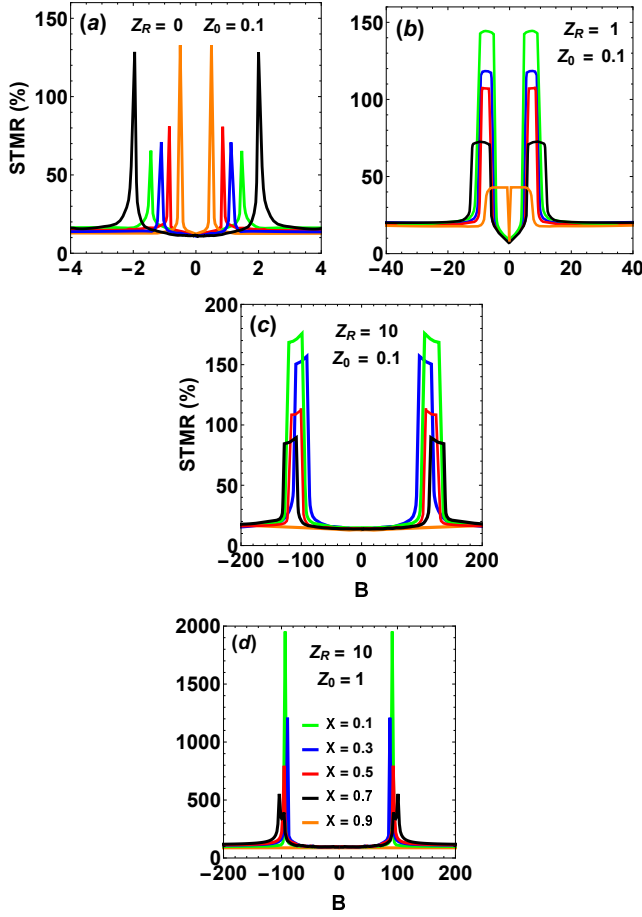 (a) Z_R = 0 Z_0 = 0.1
STMR (%)
150
100
50
0
−4 −2 0 2 4
(b) Z_R = 1
Z_0 = 0.1
150
100
50
0
−40 −20 0 20 40
(c) Z_R = 10
Z_0 = 0.1
STMR (%)
200
150
100
50
0
−200 −100 0 100 200
B
(d) Z_R = 10
Z_0 = 1
2000
1500
1000
500
0
X = 0.1
X = 0.3
X = 0.5
X = 0.7
X = 0.9
−200 −100 0 100 200
B